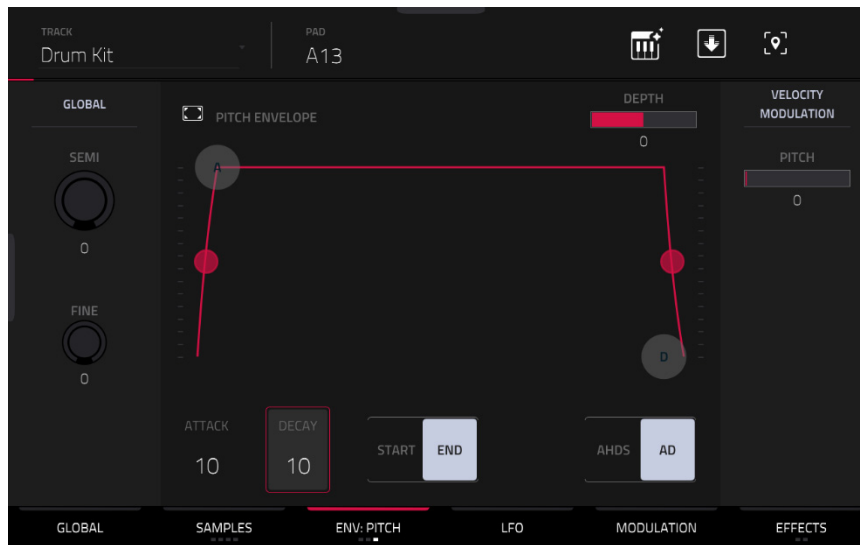 TRACK
Drum Kit
PAD
A13
GLOBAL
SEMI
0
FINE
0
PITCH ENVELOPE
DEPTH
0
A
D
ATTACK
10
DECAY
10
START END
AHDS AD
VELOCITY
MODULATION
PITCH
0
GLOBAL SAMPLES ENV: PITCH LFO MODULATION EFFECTS